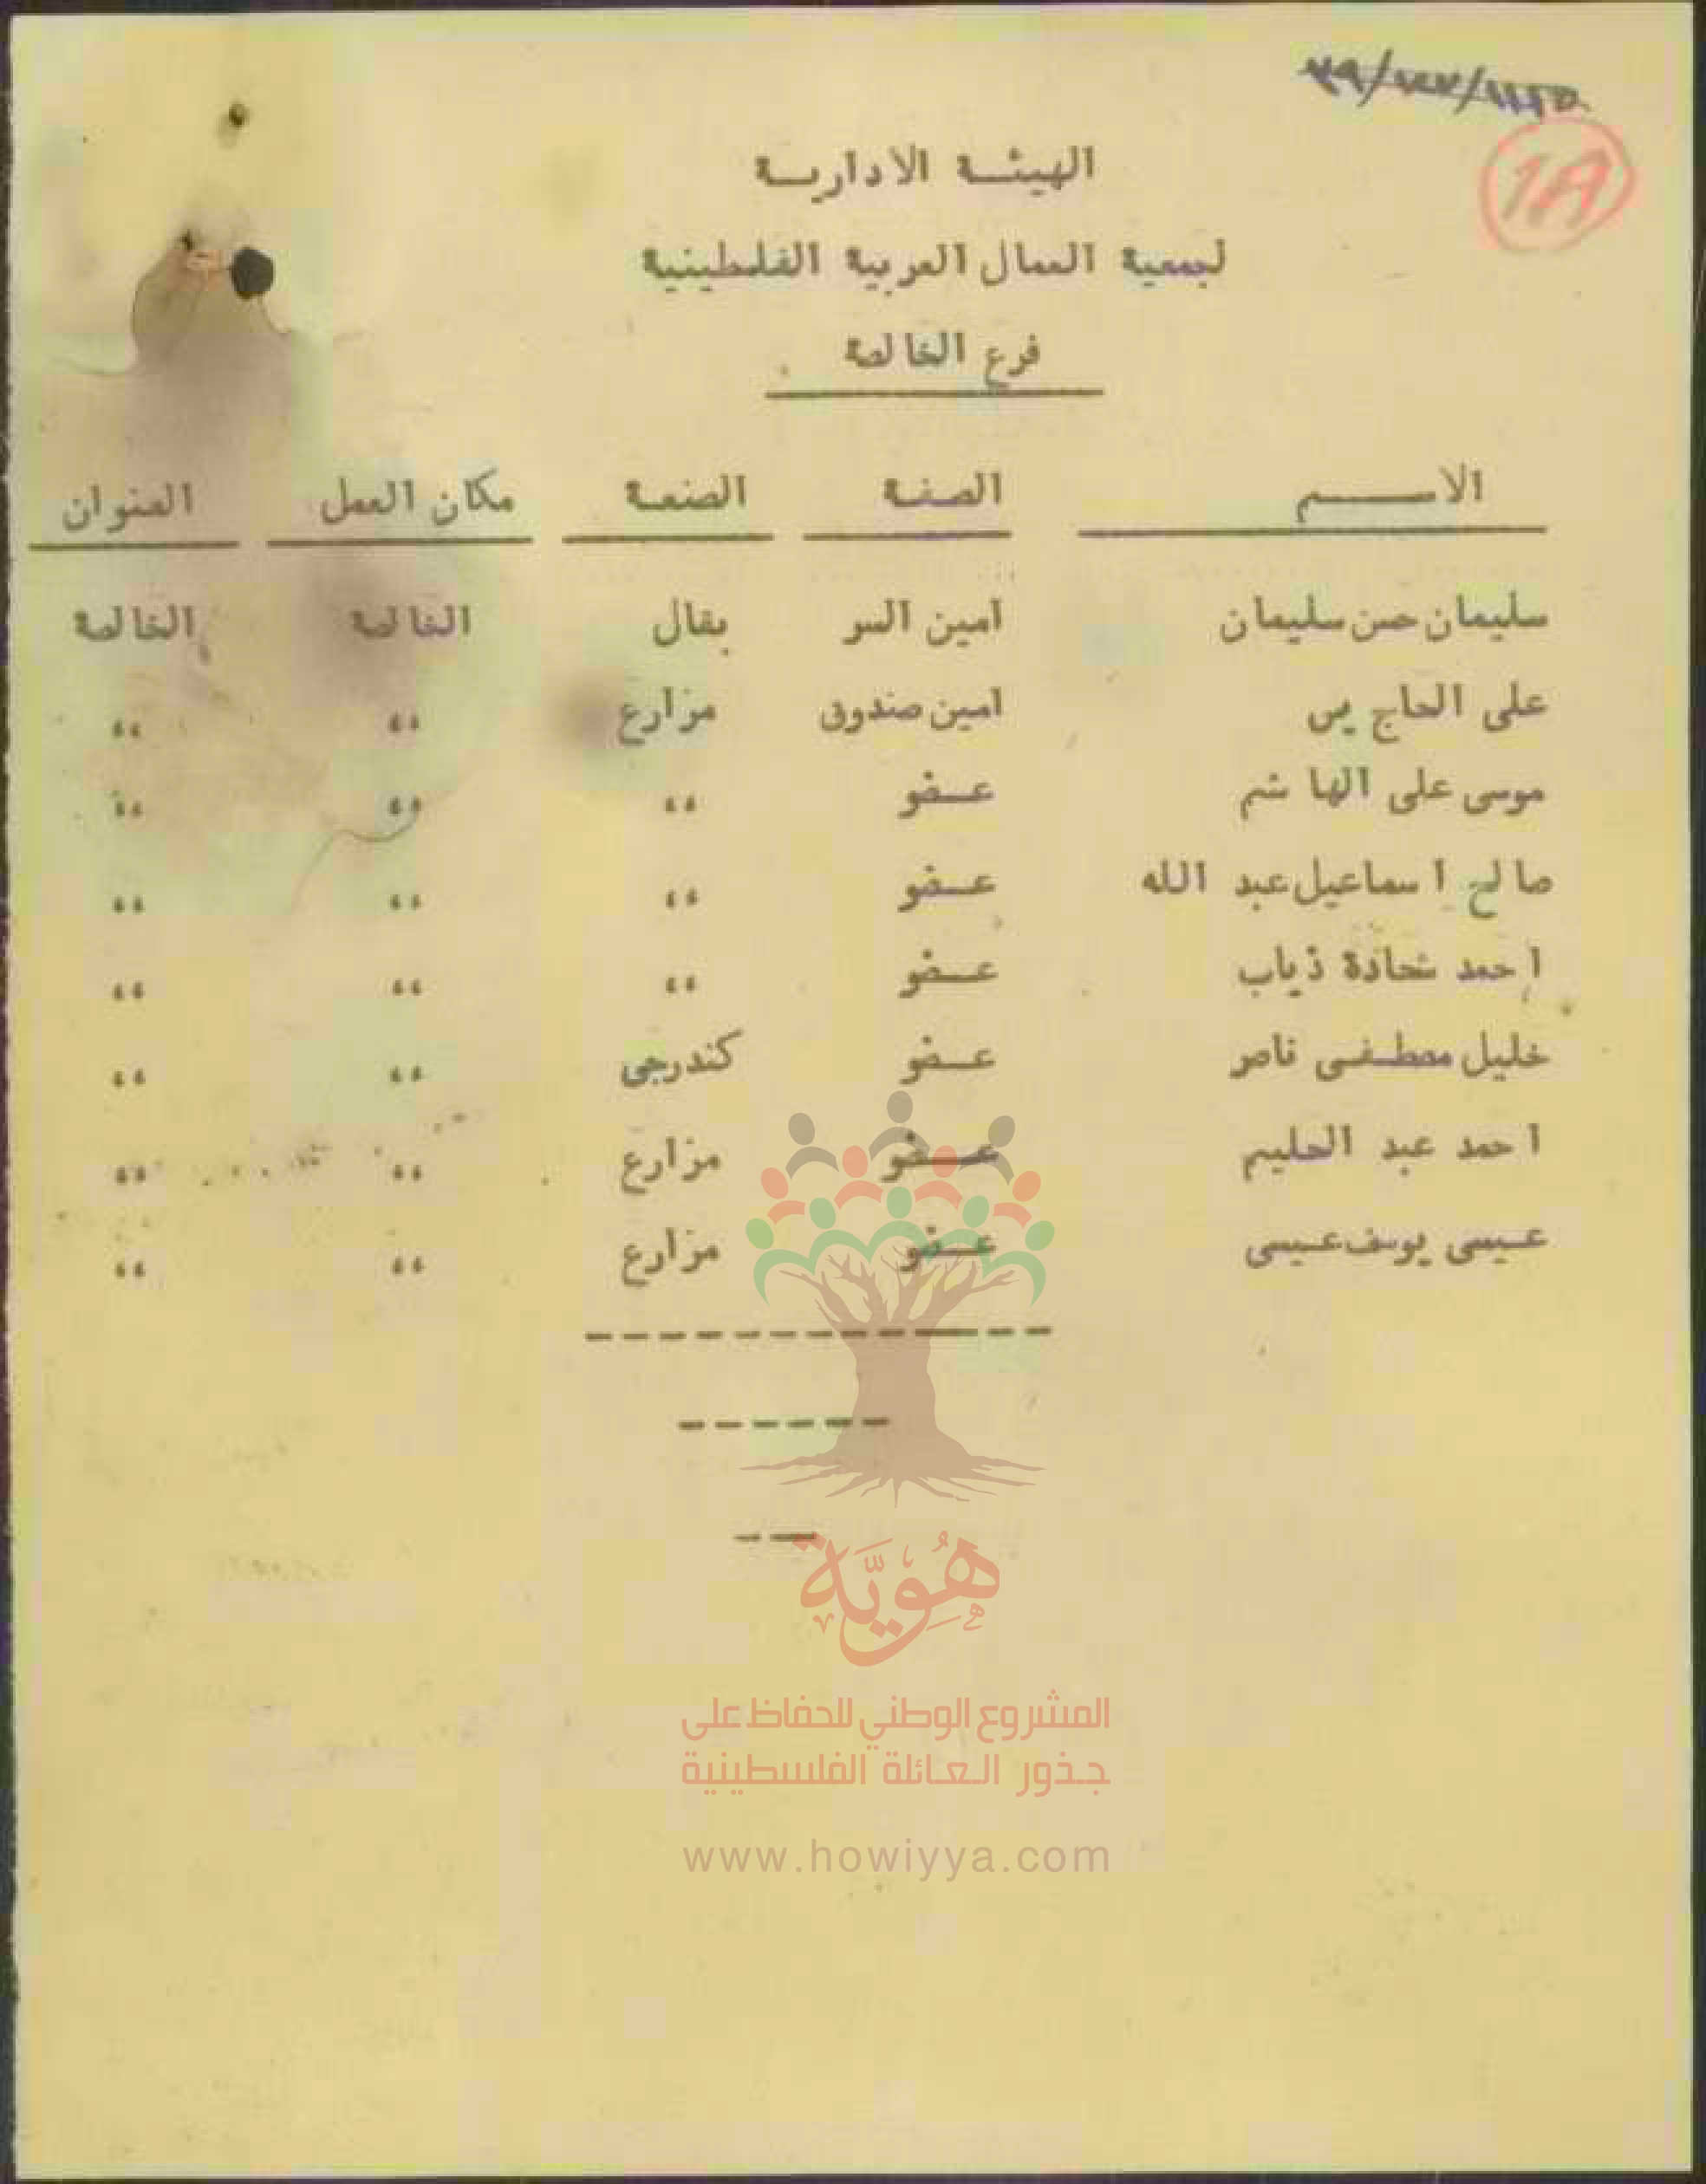 1A
الهيئة الادارية
لجمعية العمال العربية الفلسطينية
فرع الخالصة
الاسم الصفة الصنعة مكان العمل العنوان
سليمان حسن سليمان امين السر بقال الخالصة الخالصة
على الحاج يس امين صندوق مزارع ،، ،،
موسى على الهاشم عضو ،، ،، ،،
صالح اسماعيل عبد الله عضو ،، ،، ،،
احمد شحادة ذياب عضو ،، ،، ،،
خليل مصطفى ناصر عضو كندرجى ،، ،،
احمد عبد الحليم عضو مزارع ،، ،،
عيسى يوسف عيسى عضو مزارع ،، ،،
هُوِيَّة
المشروع الوطني للحفاظ على
جذور العائلة الفلسطينية
www.howiyya.com